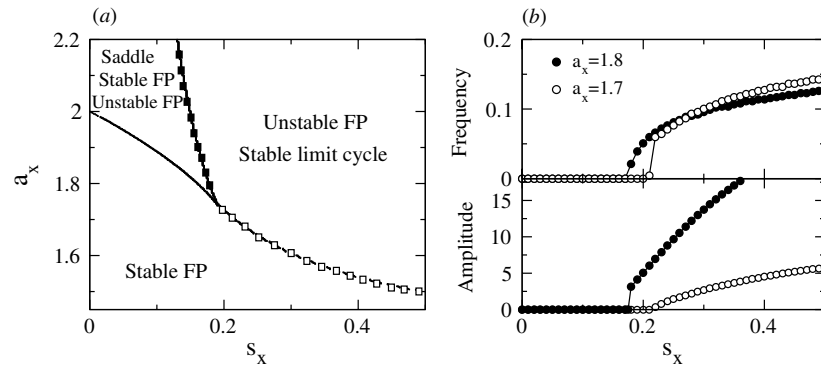 (a)
2.2
2
1.8
1.6
a_x
0
0.2
0.4
s_x
Saddle
Stable FP
Unstable FP
Unstable FP
Stable limit cycle
Stable FP
(b)
0.2
0.1
0
Frequency
a_x=1.8
a_x=1.7
15
10
5
0
Amplitude
0
0.2
0.4
s_x